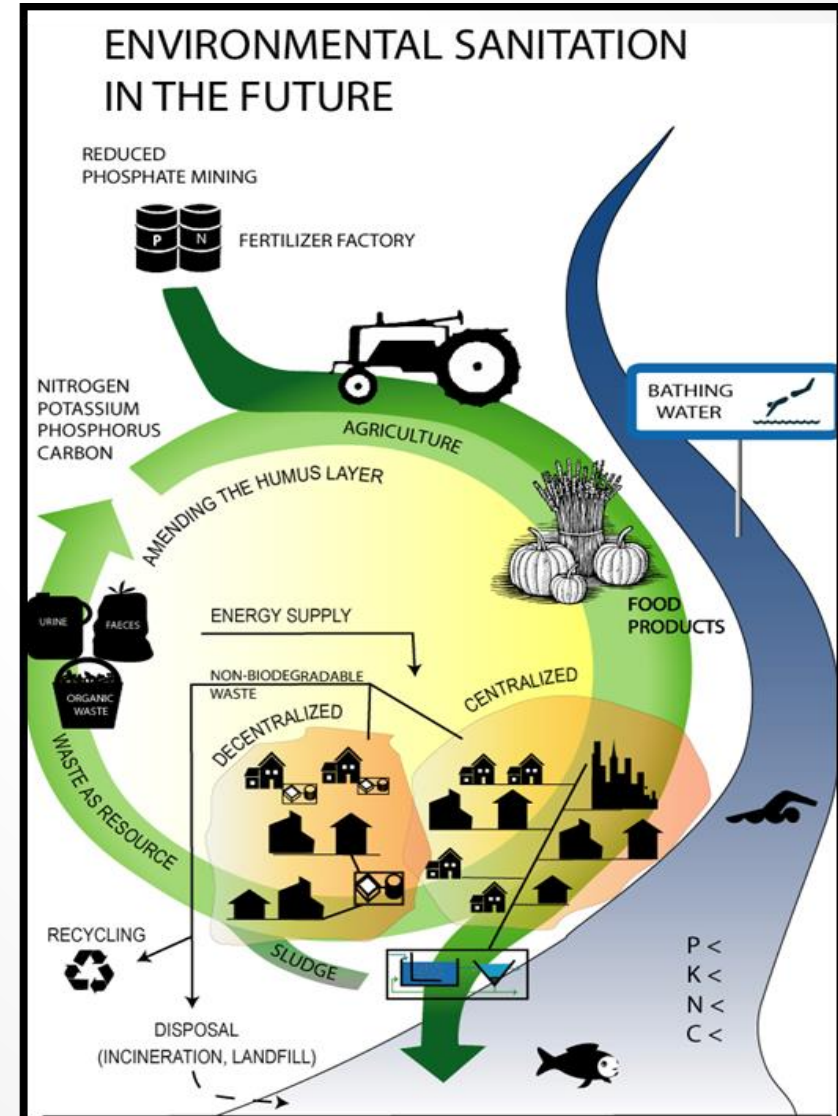 ENVIRONMENTAL SANITATION
IN THE FUTURE
REDUCED
PHOSPHATE MINING
P N
FERTILIZER FACTORY
NITROGEN
POTASSIUM
PHOSPHORUS
CARBON
AGRICULTURE
BATHING
WATER
AMENDING THE HUMUS LAYER
URINE
FAECES
ORGANIC
WASTE
ENERGY SUPPLY
FOOD
PRODUCTS
NON-BIODEGRADABLE
WASTE
DECENTRALIZED
CENTRALIZED
WASTE AS RESOURCE
RECYCLING
SLUDGE
DISPOSAL
(INCINERATION, LANDFILL)
P <
K <
N <
C <